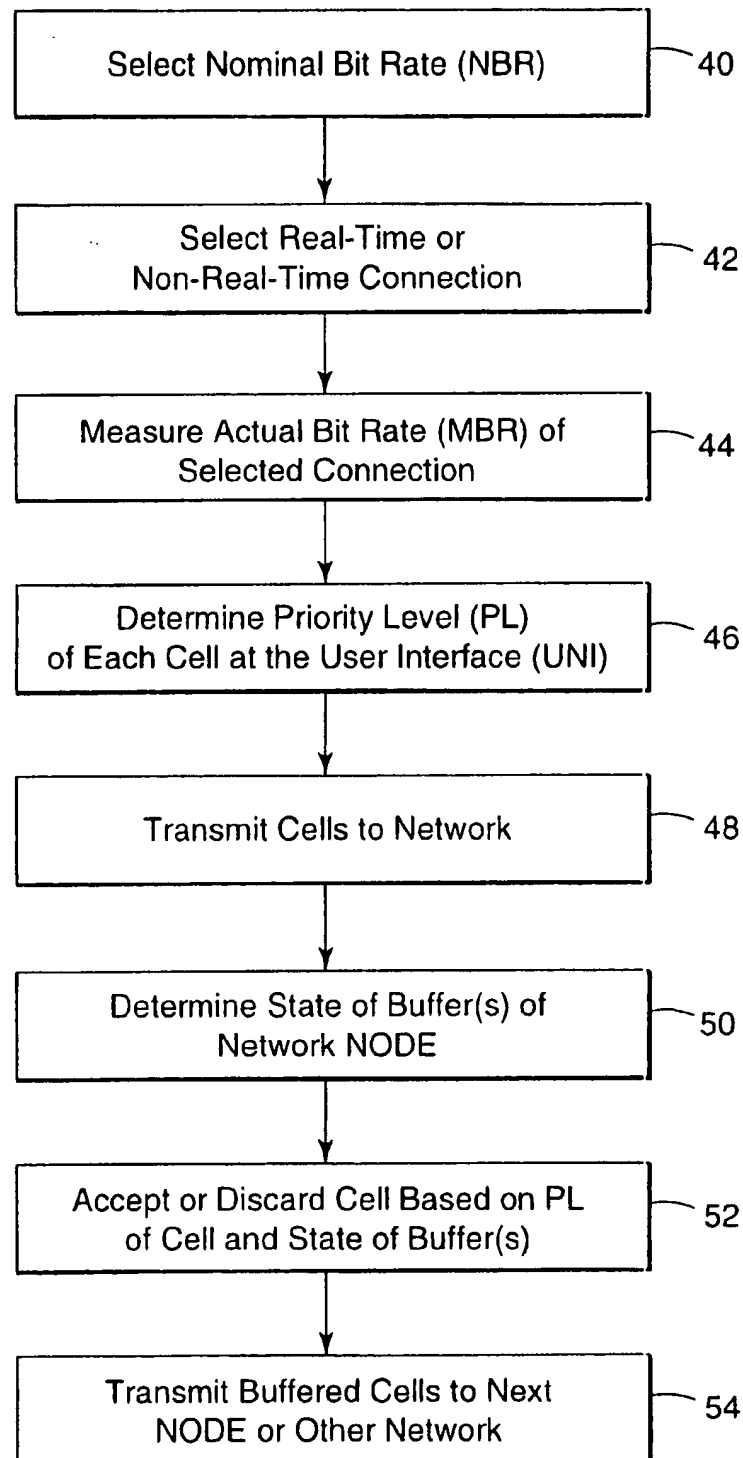 Select Nominal Bit Rate (NBR)
40
Select Real-Time or
Non-Real-Time Connection
42
Measure Actual Bit Rate (MBR) of
Selected Connection
44
Determine Priority Level (PL)
of Each Cell at the User Interface (UNI)
46
Transmit Cells to Network
48
Determine State of Buffer(s) of
Network NODE
50
Accept or Discard Cell Based on PL
of Cell and State of Buffer(s)
52
Transmit Buffered Cells to Next
NODE or Other Network
54